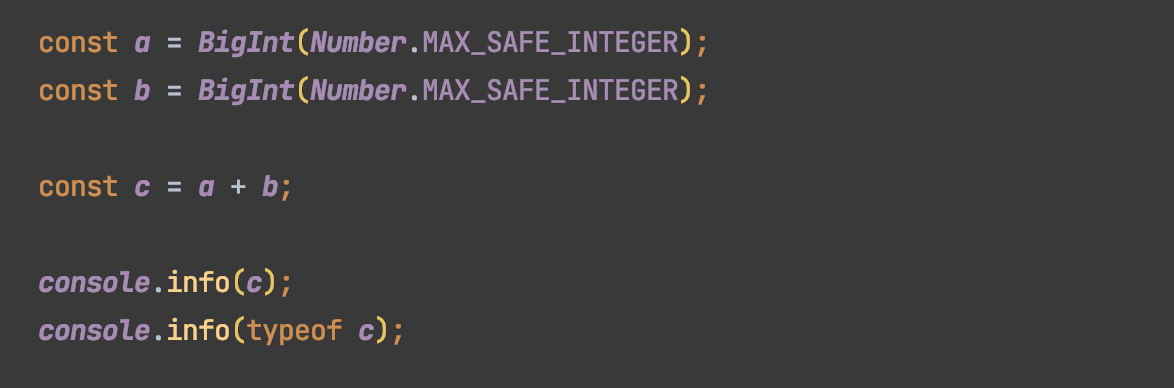 const a = BigInt(Number.MAX_SAFE_INTEGER);
const b = BigInt(Number.MAX_SAFE_INTEGER);
const c = a + b;
console.info(c);
console.info(typeof c);